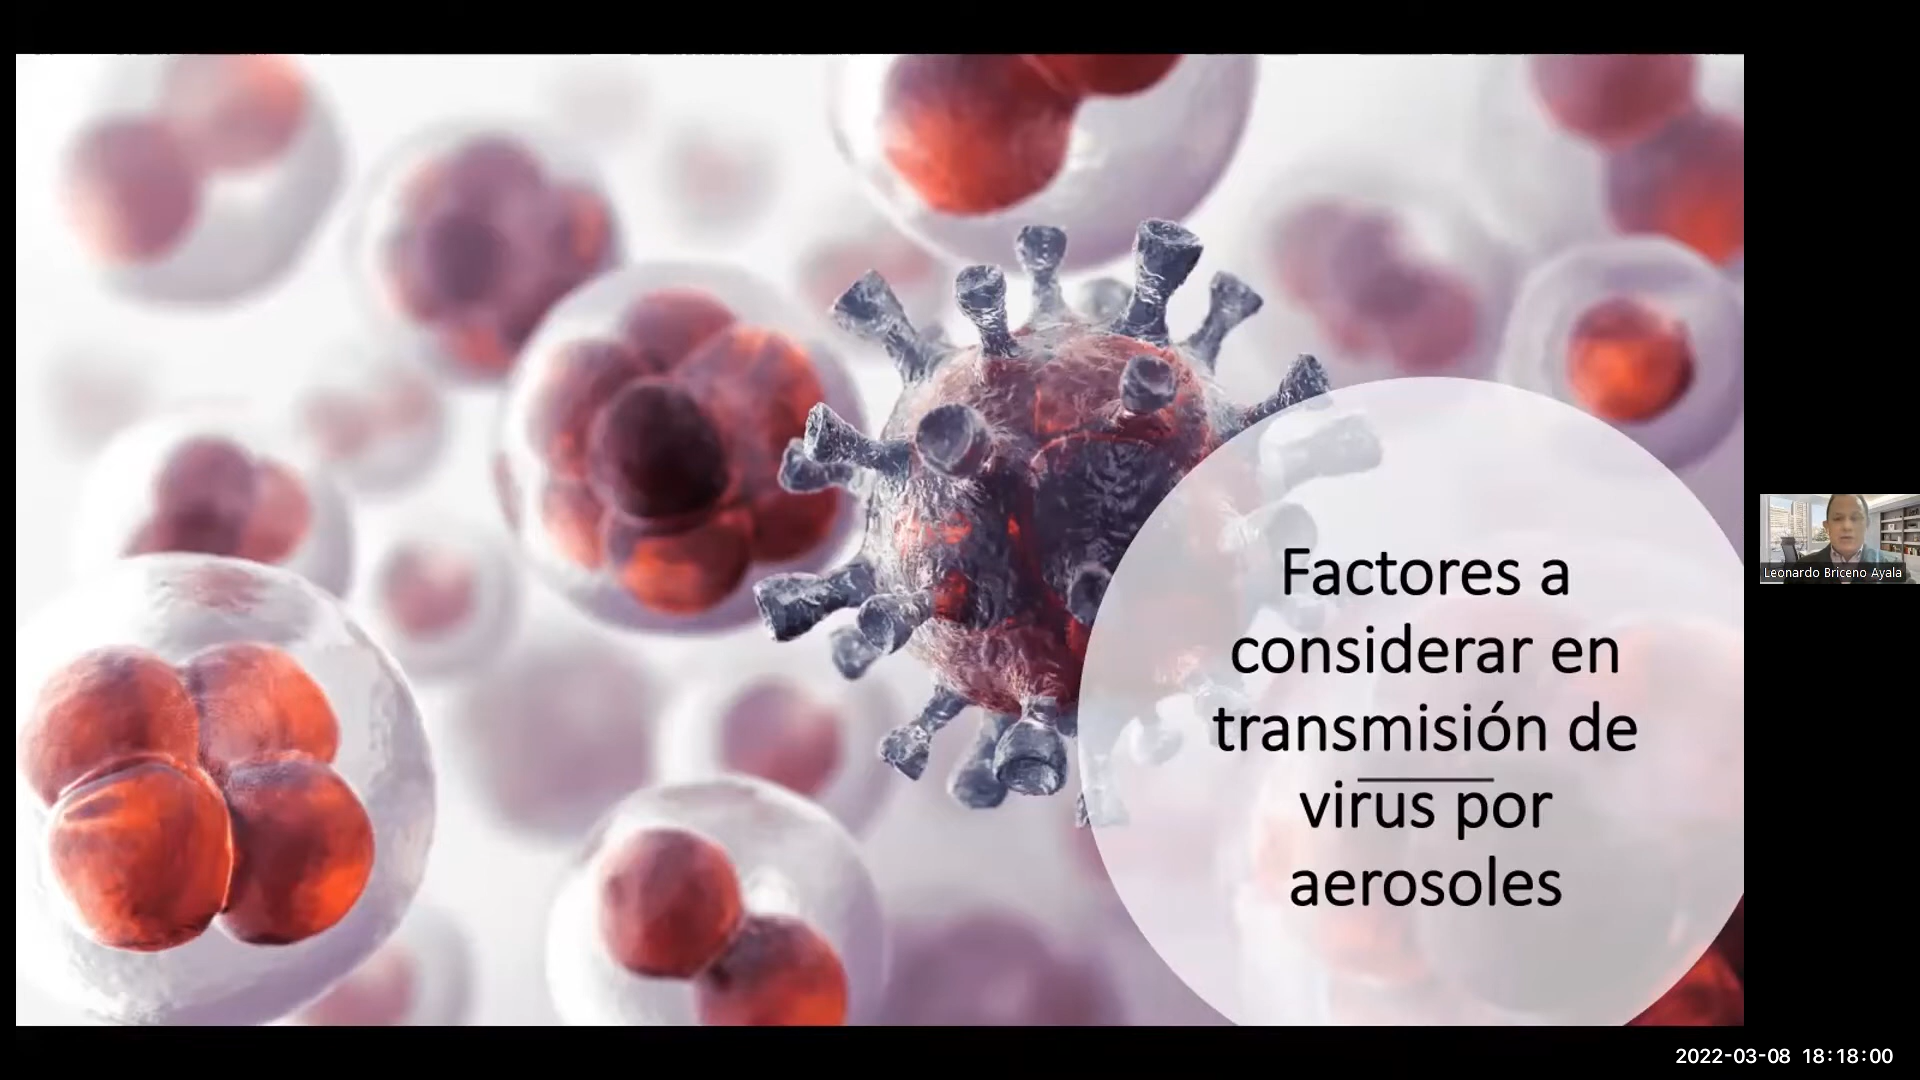 Factores a
considerar en
transmisión de
virus por
aerosoles
Leonardo Briceno Ayala
2022-03-08 18:18:00